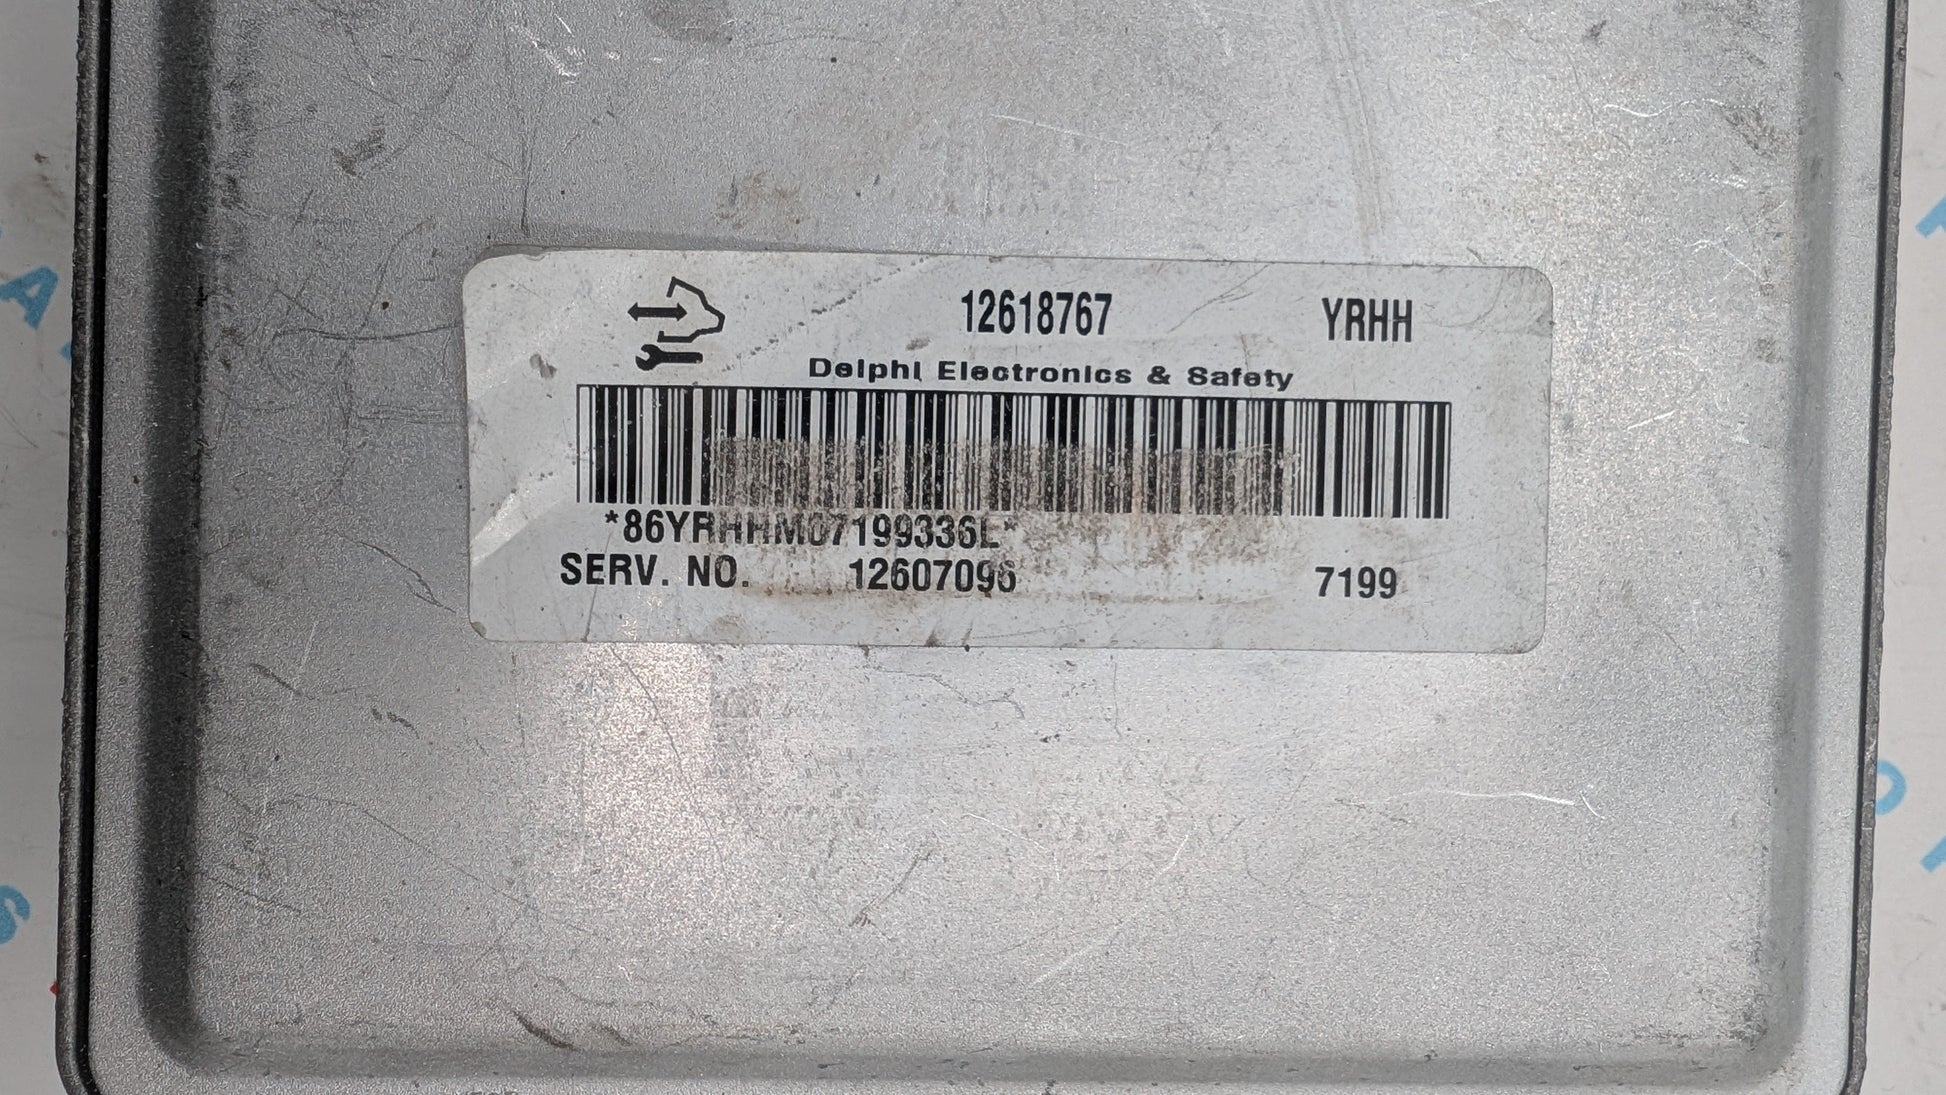 12618767 YRHH
Delphi Electronics & Safety
*86YRHHM07199336L*
SERV. NO. 12607096 7199